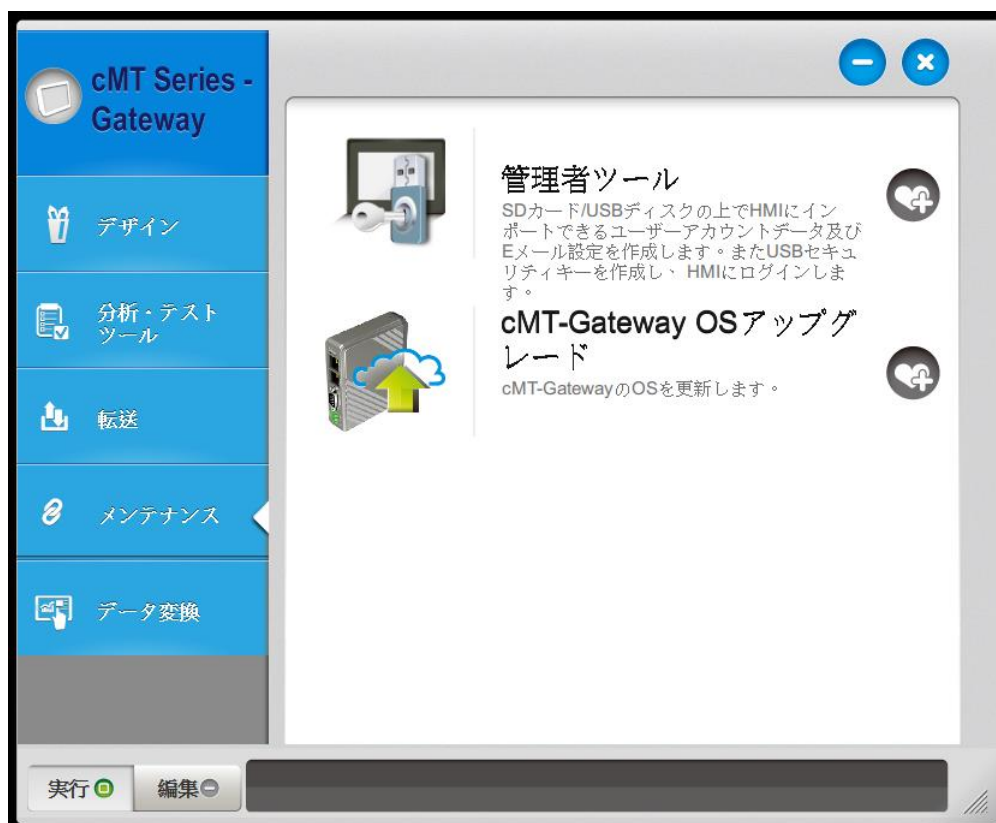 cMT Series -
Gateway
デザイン
分析・テスト
ツール
転送
メンテナンス
データ変換
管理者ツール
SDカード/USBディスクの上でHMIにイン
ポートできるユーザーアカウントデータ及び
Eメール設定を作成します。またUSBセキュ
リティキーを作成し、 HMIにログインしま
す。
cMT-Gateway OSアップグ
レード
cMT-GatewayのOSを更新します。
実行
編集